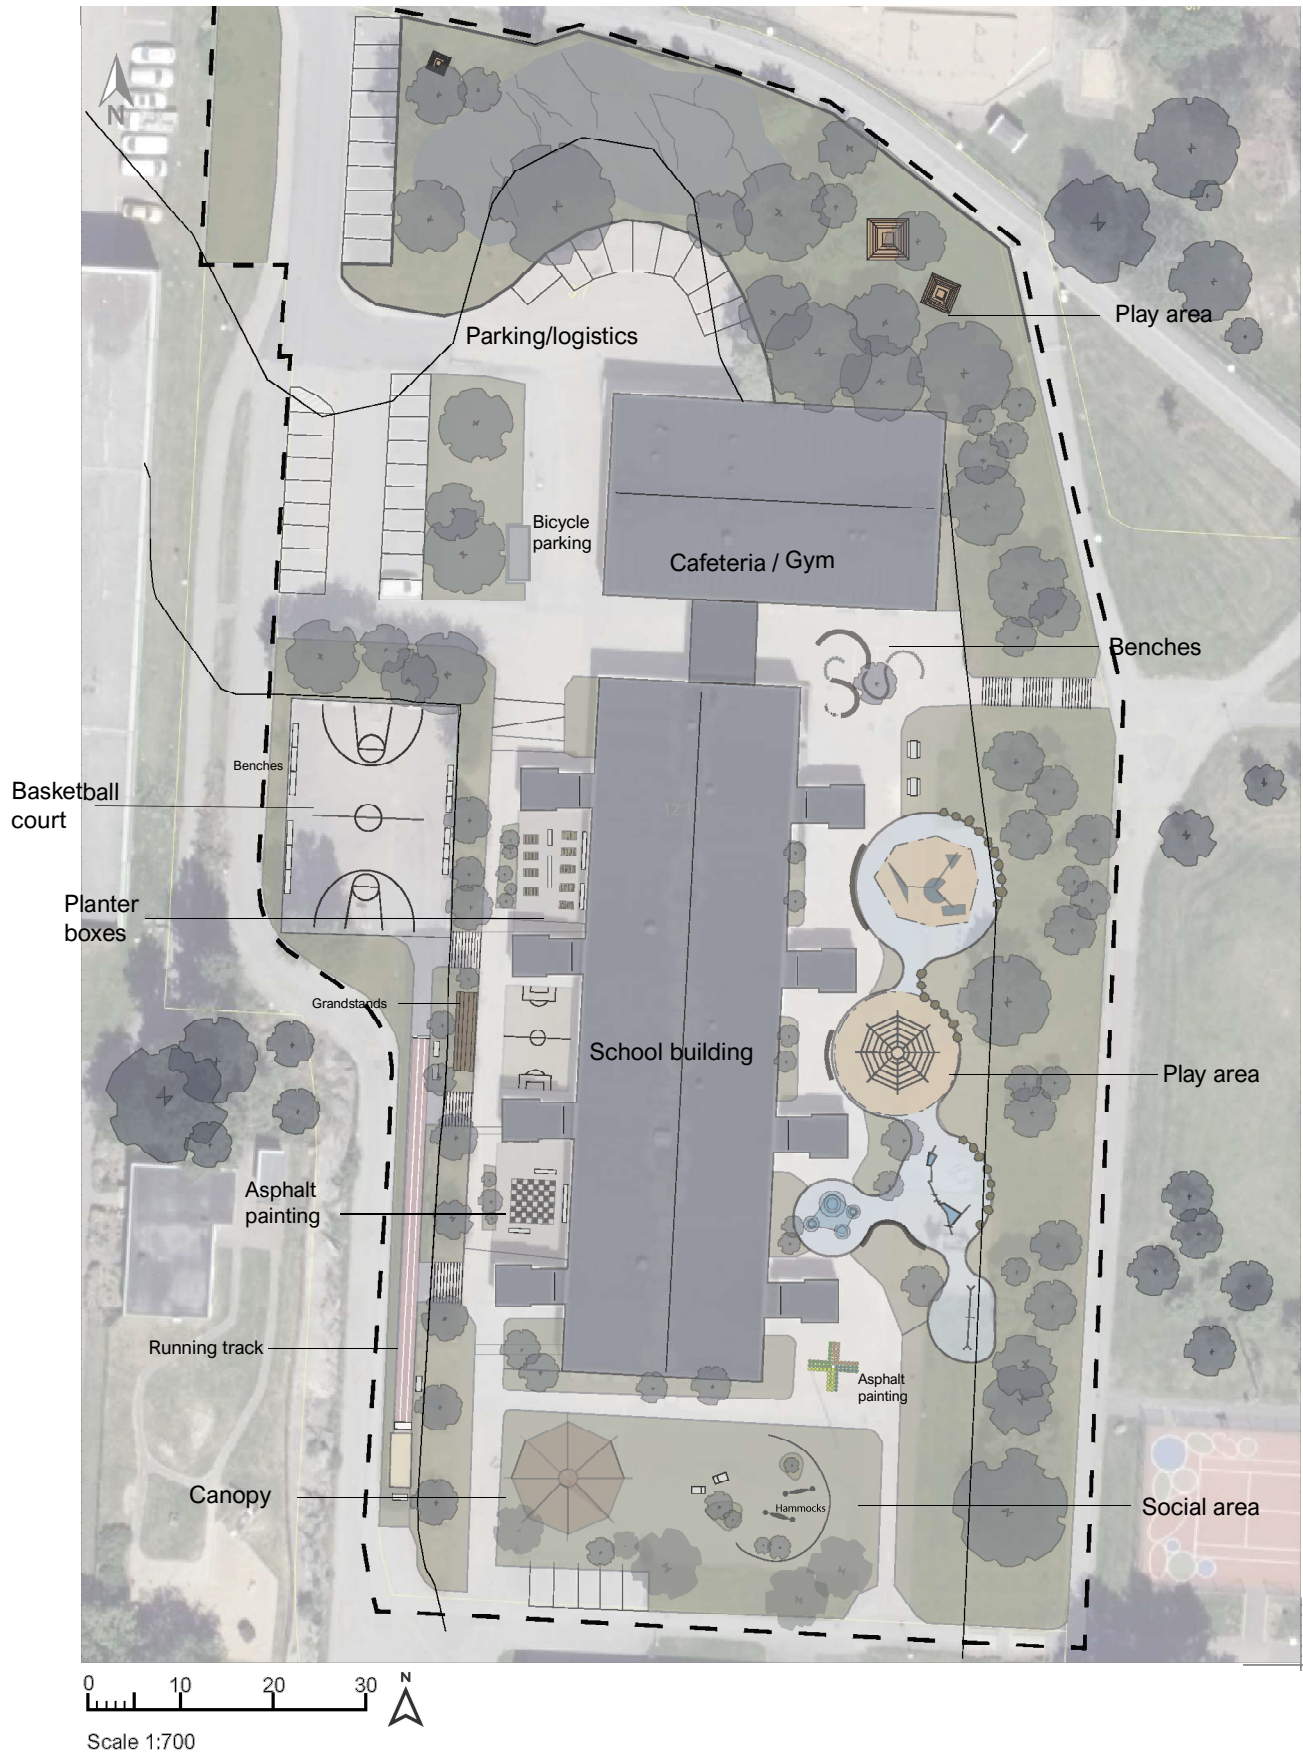 N
Play area
Parking/logistics
Bicycle
parking
Cafeteria / Gym
Benches
Benches
Basketball
court
Planter
boxes
Grandstands
School building
Play area
Asphalt
painting
Running track
Asphalt
painting
Canopy
Hammocks
Social area
0 10 20 30
N
Scale 1:700